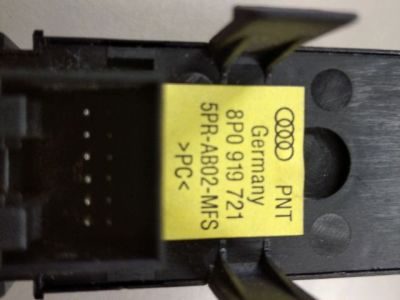 PNT
Germany
8P0 919 721
5PR-AB02-MFS
>PC<